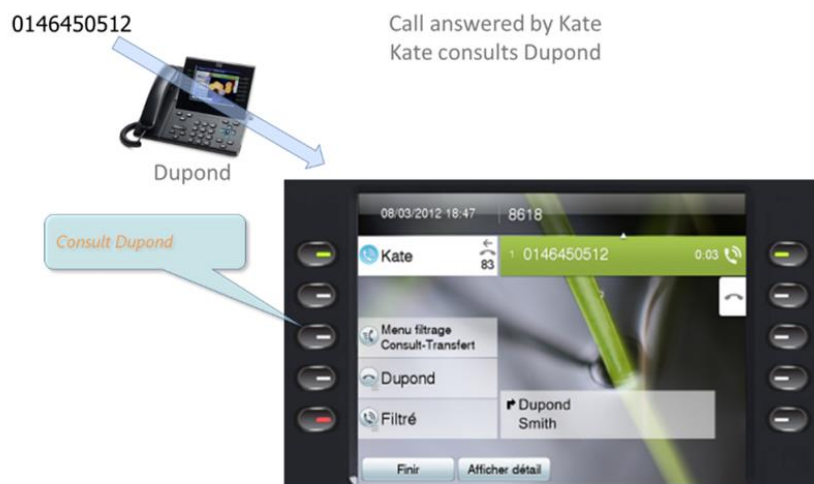 0146450512
Call answered by Kate
Kate consults Dupond
Dupond
Consult Dupond
08/03/2012 18:47 8618
Kate 83 1 0146450512 0:03
Menu filtrage
Consult-Transfert
Dupond
Filtré
Dupond
Smith
Finir Afficher détail